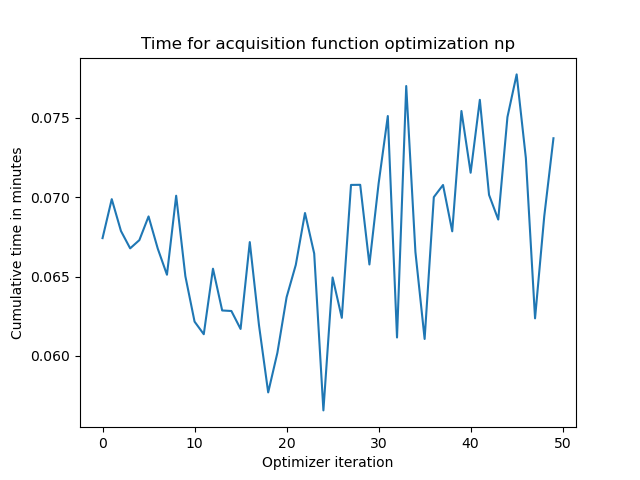 Time for acquisition function optimization np
0.075
0.070
0.065
0.060
Cumulative time in minutes
0 10 20 30 40 50
Optimizer iteration